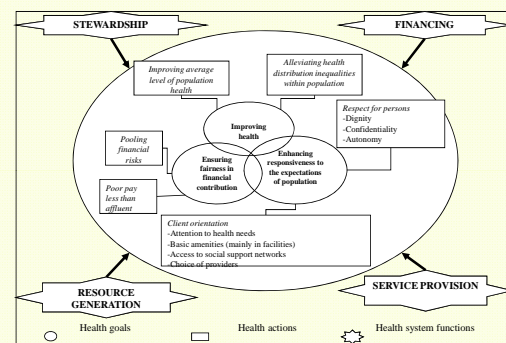 STEWARDSHIP
FINANCING
Improving average
level of population
health
Alleviating health
distribution inequalities
within population
Respect for persons
-Dignity
-Confidentiality
-Autonomy
Improving
health
Pooling
financial
risks
Ensuring
fairness in
financial
contribution
Enhancing
responsiveness to
the expectations
of population
Poor pay
less than
affluent
Client orientation
-Attention to health needs
-Basic amenities (mainly in facilities)
-Access to social support networks
-Choice of providers
RESOURCE
GENERATION
SERVICE PROVISION
Health goals
Health actions
Health system functions